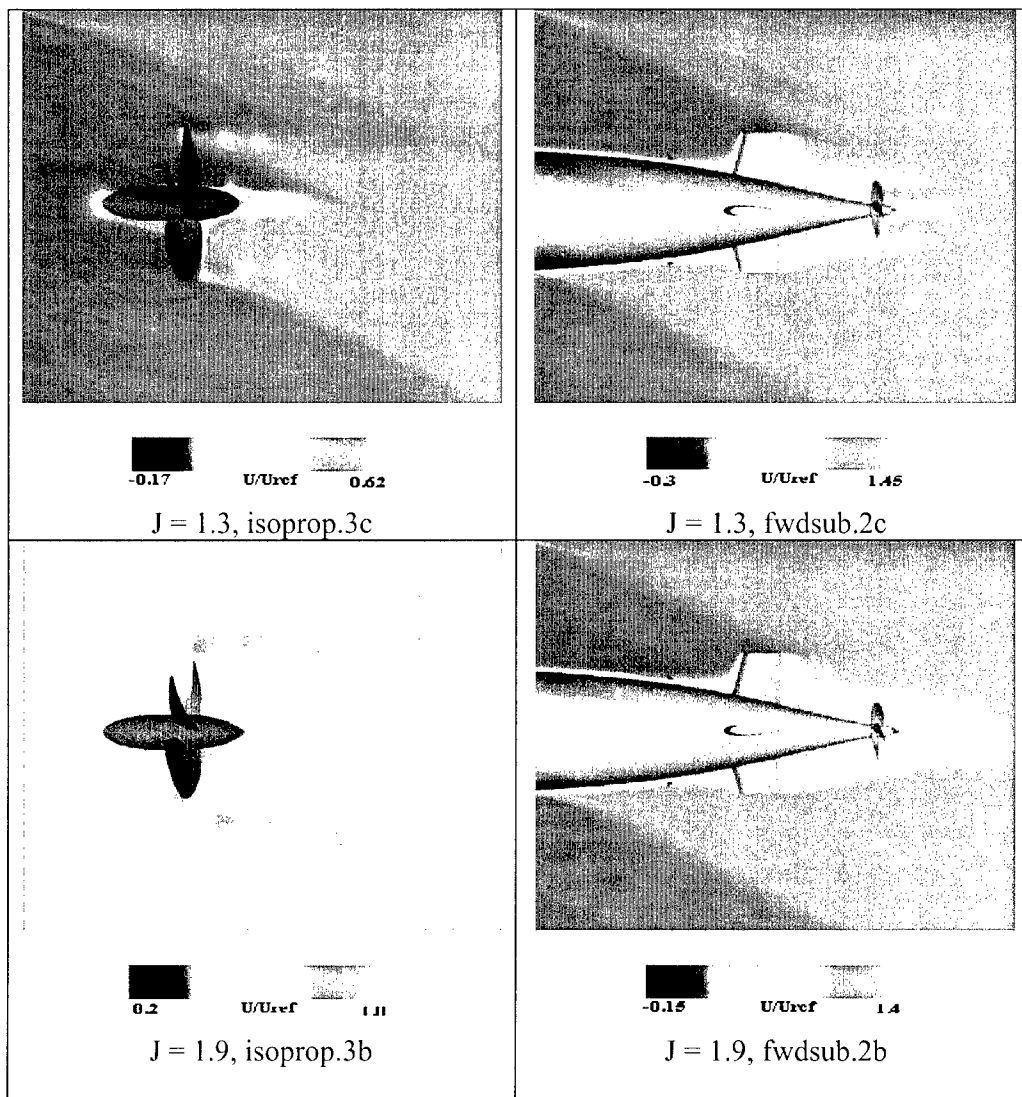 -0.17 U/Uref 0.62
J = 1.3, isoprop.3c
-0.3 U/Uref 1.45
J = 1.3, fwdsub.2c
0.2 U/Uref
J = 1.9, isoprop.3b
-0.15 U/Uref 1.4
J = 1.9, fwdsub.2b